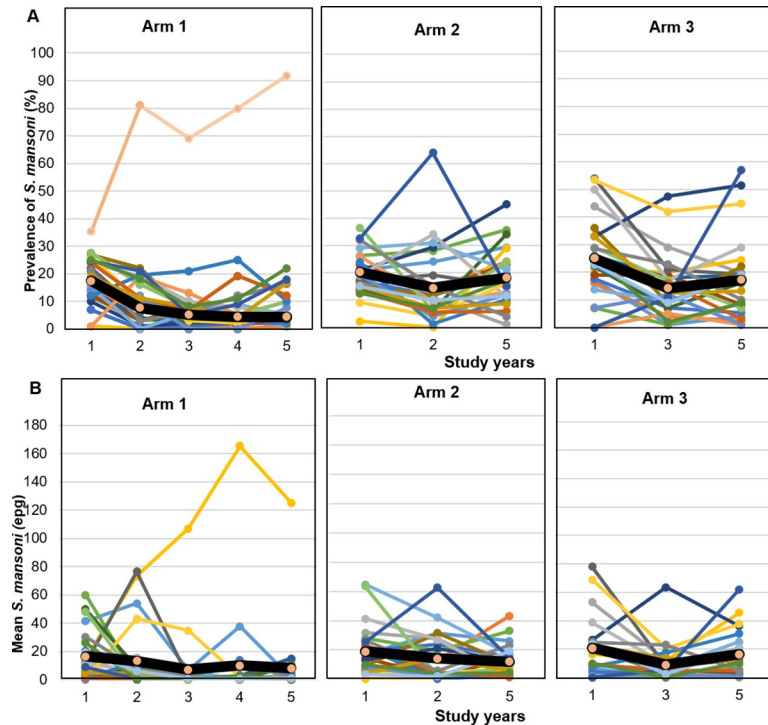 A
Arm 1
Arm 2
Arm 3
Prevalence of S. mansoni (%)
100
90
80
70
60
50
40
30
20
10
0
1 2 3 4 5
1 2 5
1 3 5
Study years
B
Arm 1
Arm 2
Arm 3
Mean S. mansoni (epg)
180
160
140
120
100
80
60
40
20
0
1 2 3 4 5
1 2 5
1 3 5
Study years